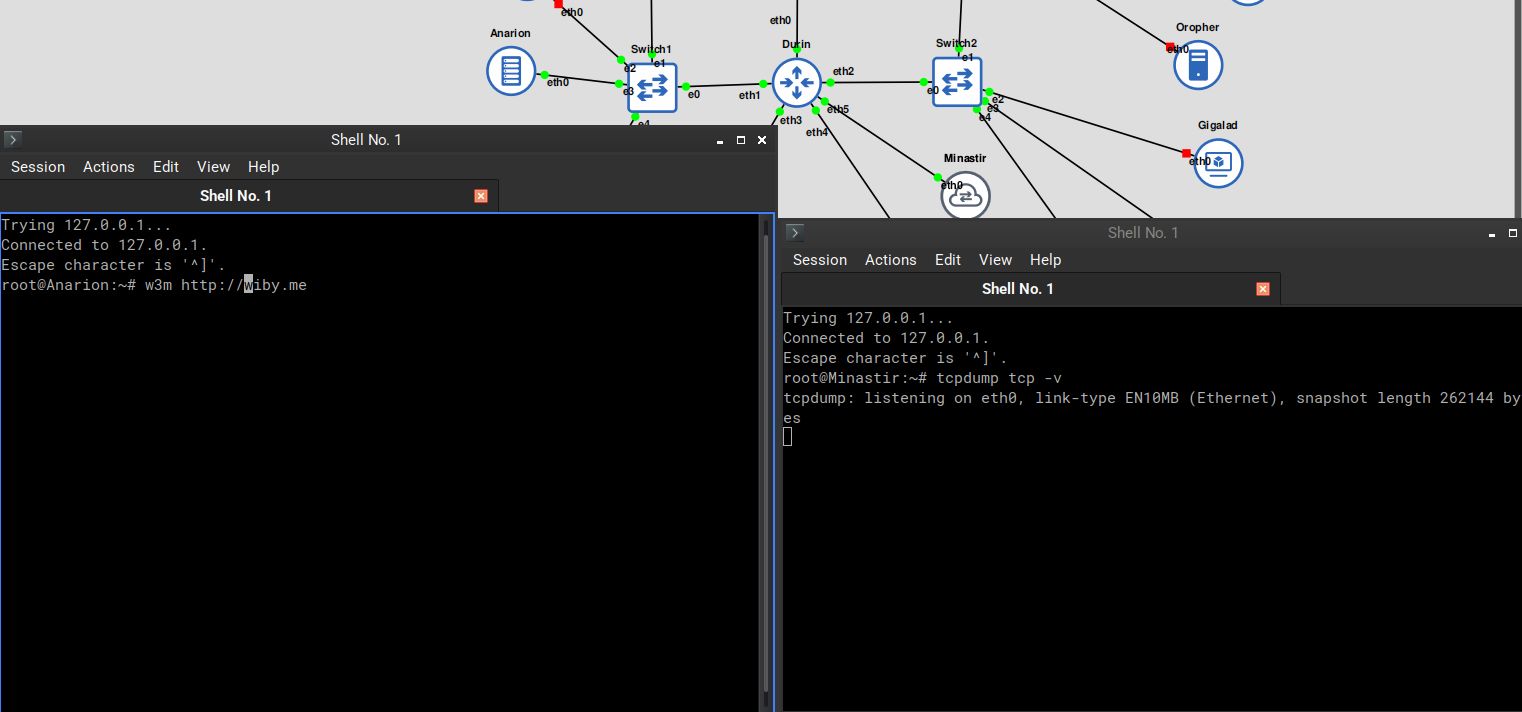 eth0
eth0
Oropher
Anarion
Switch1
Durin
Switch2
eth0
e1
e1
e2
eth2
eth0
e3
e0
eth1
e0
e2
eth5
e3
e4
eth3
e4
eth4
Gigalad
Minastir
eth0
eth0
Shell No. 1
Session Actions Edit View Help
Shell No. 1
Trying 127.0.0.1...
Connected to 127.0.0.1.
Escape character is '^]'.
root@Anarion:~# w3m http://wiby.me
Shell No. 1
Session Actions Edit View Help
Shell No. 1
Trying 127.0.0.1...
Connected to 127.0.0.1.
Escape character is '^]'.
root@Minastir:~# tcpdump tcp -v
tcpdump: listening on eth0, link-type EN10MB (Ethernet), snapshot length 262144 by
es